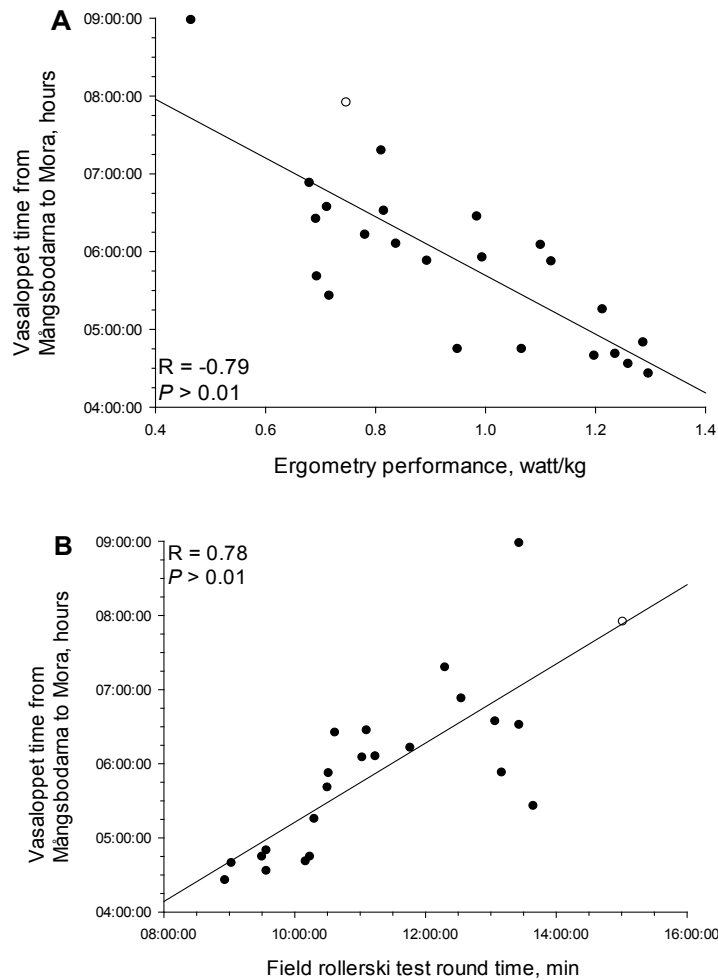 A
Vasaloppet time from
Mångsbodarna to Mora, hours
09:00:00
08:00:00
07:00:00
06:00:00
05:00:00
04:00:00
R = -0.79
P > 0.01
0.4 0.6 0.8 1.0 1.2 1.4
Ergometry performance, watt/kg
B
Vasaloppet time from
Mångsbodarna to Mora, hours
09:00:00
08:00:00
07:00:00
06:00:00
05:00:00
04:00:00
R = 0.78
P > 0.01
08:00:00 10:00:00 12:00:00 14:00:00 16:00:00
Field rollerski test round time, min